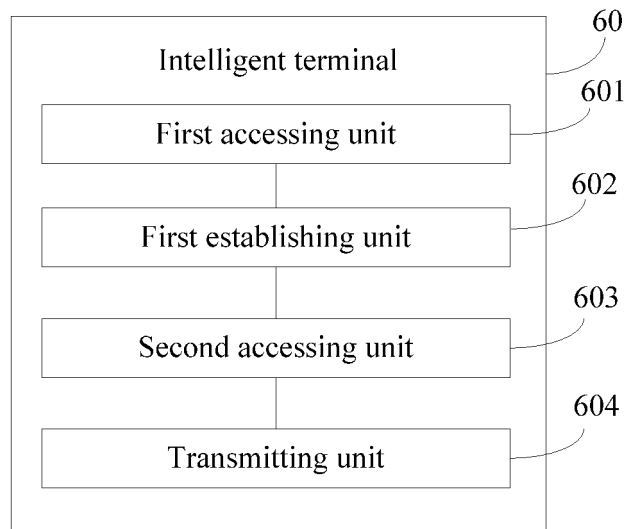 60
Intelligent terminal
601
First accessing unit
602
First establishing unit
603
Second accessing unit
604
Transmitting unit